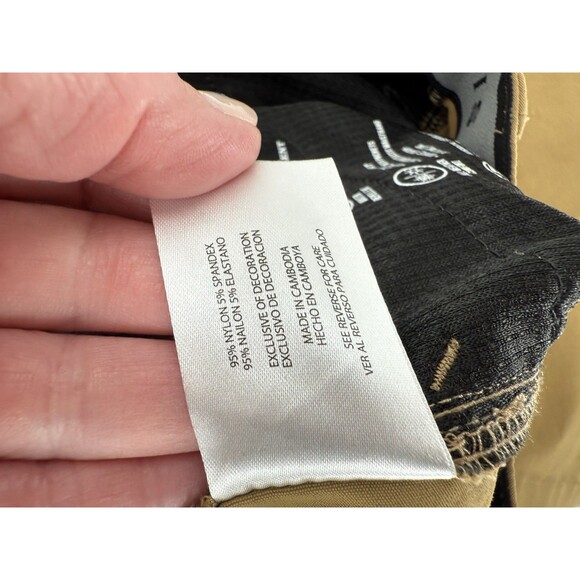 95% NYLON 5% SPANDEX
95% NAILON 5% ELASTANO
EXCLUSIVE OF DECORATION
EXCLUSIVO DE DECORACION
MADE IN CAMBODIA
HECHO EN CAMBOYA
SEE REVERSE FOR CARE
VER AL REVERSO PARA CUIDADO